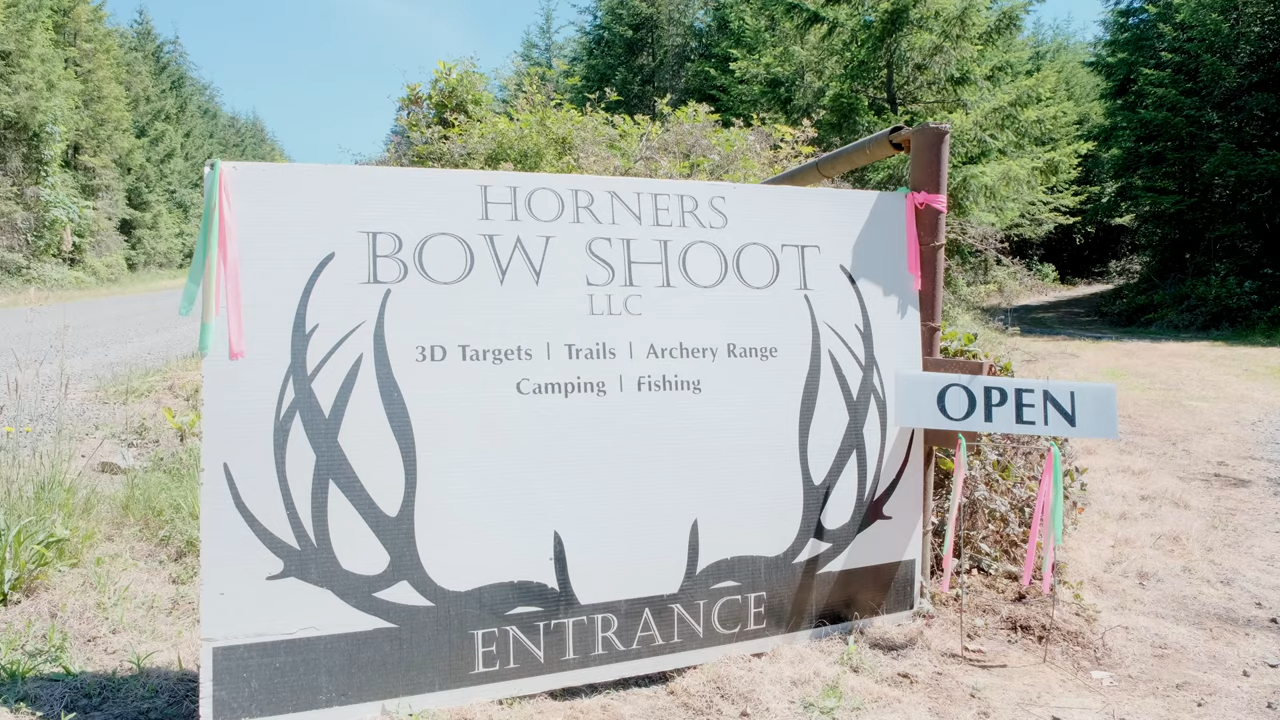 HORNERS
BOW SHOOT
LLC
3D Targets | Trails | Archery Range
Camping | Fishing
OPEN
ENTRANCE